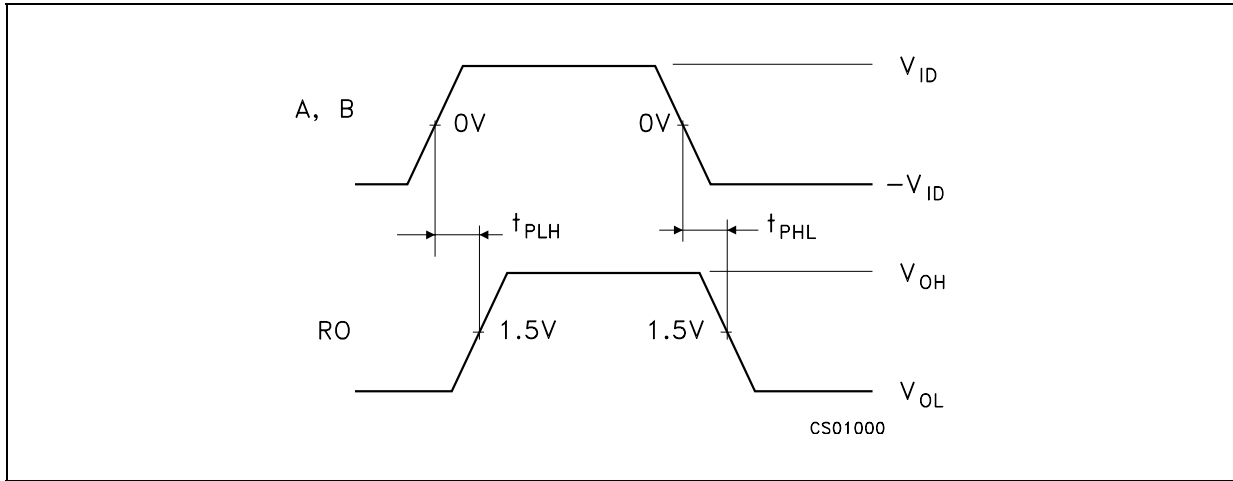 V_ID
A, B
0V 0V
-V_ID
t_PLH t_PHL
V_OH
RO 1.5V 1.5V
V_OL
CS01000